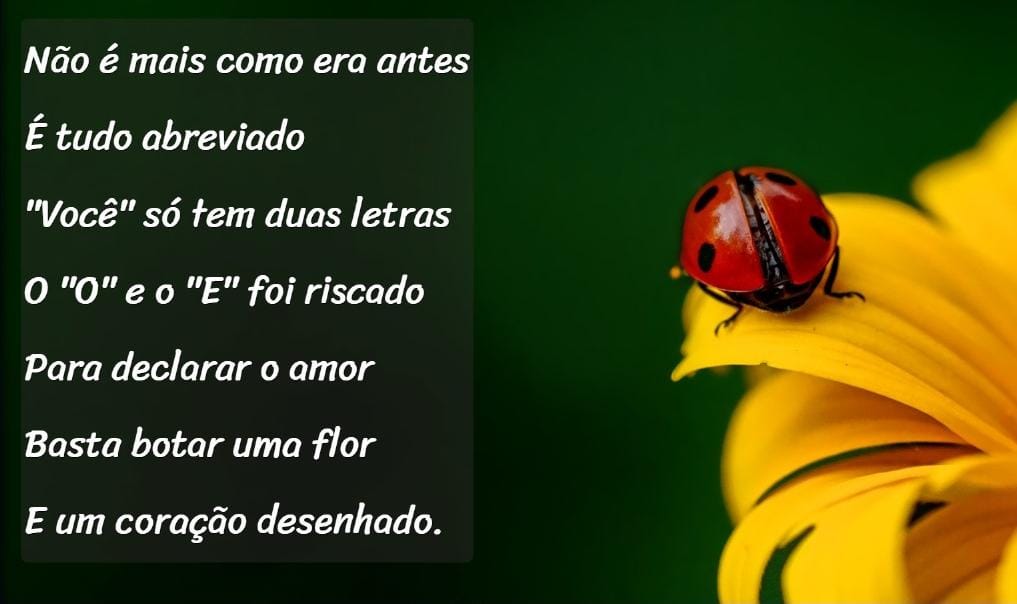 Não é mais como era antes
É tudo abreviado
"Você" só tem duas letras
O "O" e o "E" foi riscado
Para declarar o amor
Basta botar uma flor
E um coração desenhado.